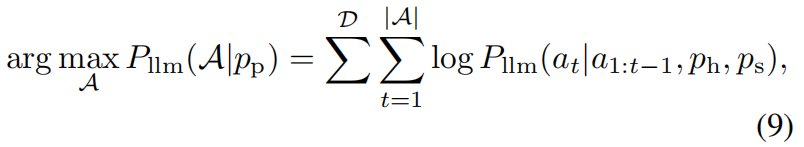 arg max_𝒜 P_llm(𝒜|p_p) = ∑^𝒟 ∑_{t=1}^{|𝒜|} log P_llm(a_t|a_{1:t−1}, p_h, p_s),
(9)